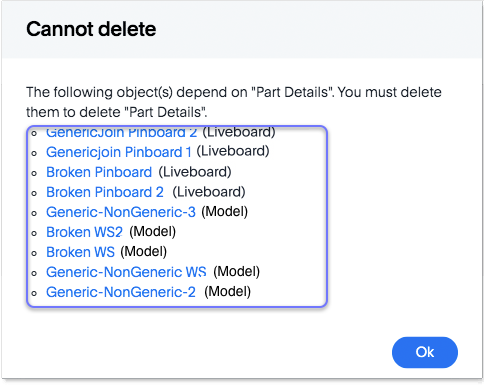 Cannot delete
The following object(s) depend on "Part Details". You must delete
them to delete "Part Details".
GenericJoin Pinboard 2 (Liveboard)
Genericjoin Pinboard 1 (Liveboard)
Broken Pinboard (Liveboard)
Broken Pinboard 2 (Liveboard)
Generic-NonGeneric-3 (Model)
Broken WS2 (Model)
Broken WS (Model)
Generic-NonGeneric WS (Model)
Generic-NonGeneric-2 (Model)
Ok